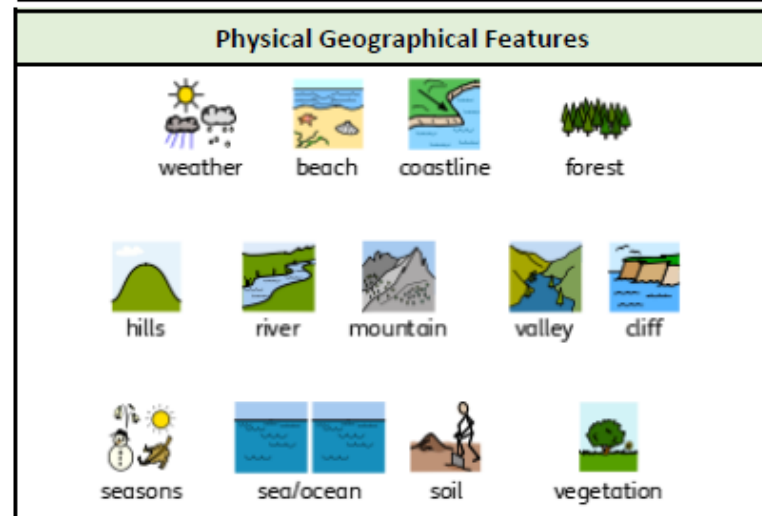 Physical Geographical Features
weather beach coastline forest
hills river mountain valley cliff
seasons sea/ocean soil vegetation